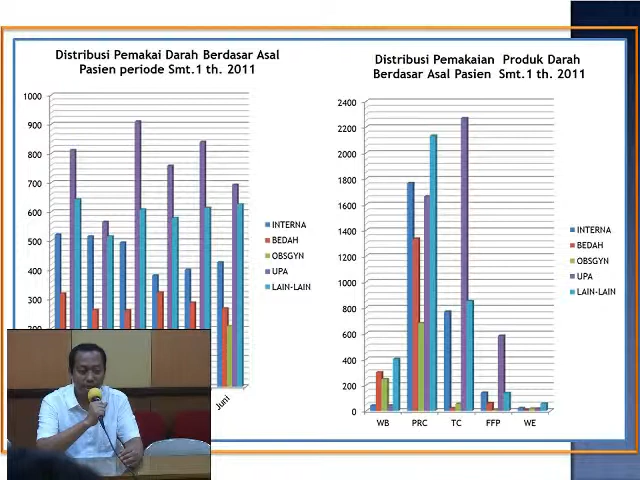 Distribusi Pemakai Darah Berdasar Asal
Pasien periode Smt.1 th. 2011
1000
900
800
700
600
500
400
300
INTERNA
BEDAH
OBSGYN
UPA
LAIN-LAIN
Juni
Distribusi Pemakaian Produk Darah
Berdasar Asal Pasien Smt.1 th. 2011
2400
2200
2000
1800
1600
1400
1200
1000
800
600
400
200
0
WB
PRC
TC
FFP
WE
INTERNA
BEDAH
OBSGYN
UPA
LAIN-LAIN